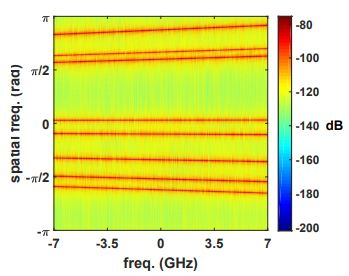 π
π/2
0
-π/2
-π
-7
-3.5
0
3.5
7
freq. (GHz)
spatial freq. (rad)
-80
-100
-120
-140
-160
-180
-200
dB